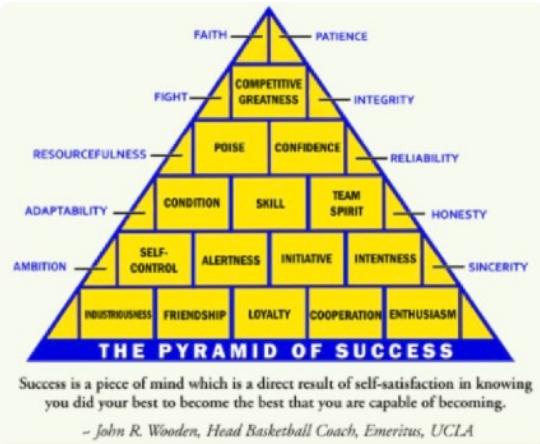 FAITH PATIENCE
COMPETITIVE
GREATNESS
FIGHT INTEGRITY
POISE CONFIDENCE
RESOURCEFULNESS RELIABILITY
CONDITION SKILL TEAM
SPIRIT
ADAPTABILITY HONESTY
SELF-
CONTROL ALERTNESS INITIATIVE INTENTNESS
AMBITION SINCERITY
INDUSTRIOUSNESS FRIENDSHIP LOYALTY COOPERATION ENTHUSIASM
THE PYRAMID OF SUCCESS
Success is a piece of mind which is a direct result of self-satisfaction in knowing
you did your best to become the best that you are capable of becoming.
~ John R. Wooden, Head Basketball Coach, Emeritus, UCLA